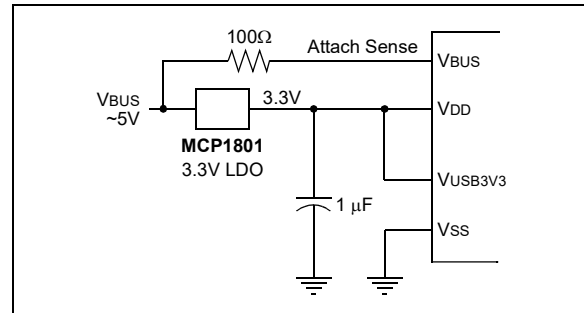 100Ω
Attach Sense
VBUS
VBUS
~5V
3.3V
VDD
MCP1801
3.3V LDO
VUSB3V3
1 μF
VSS